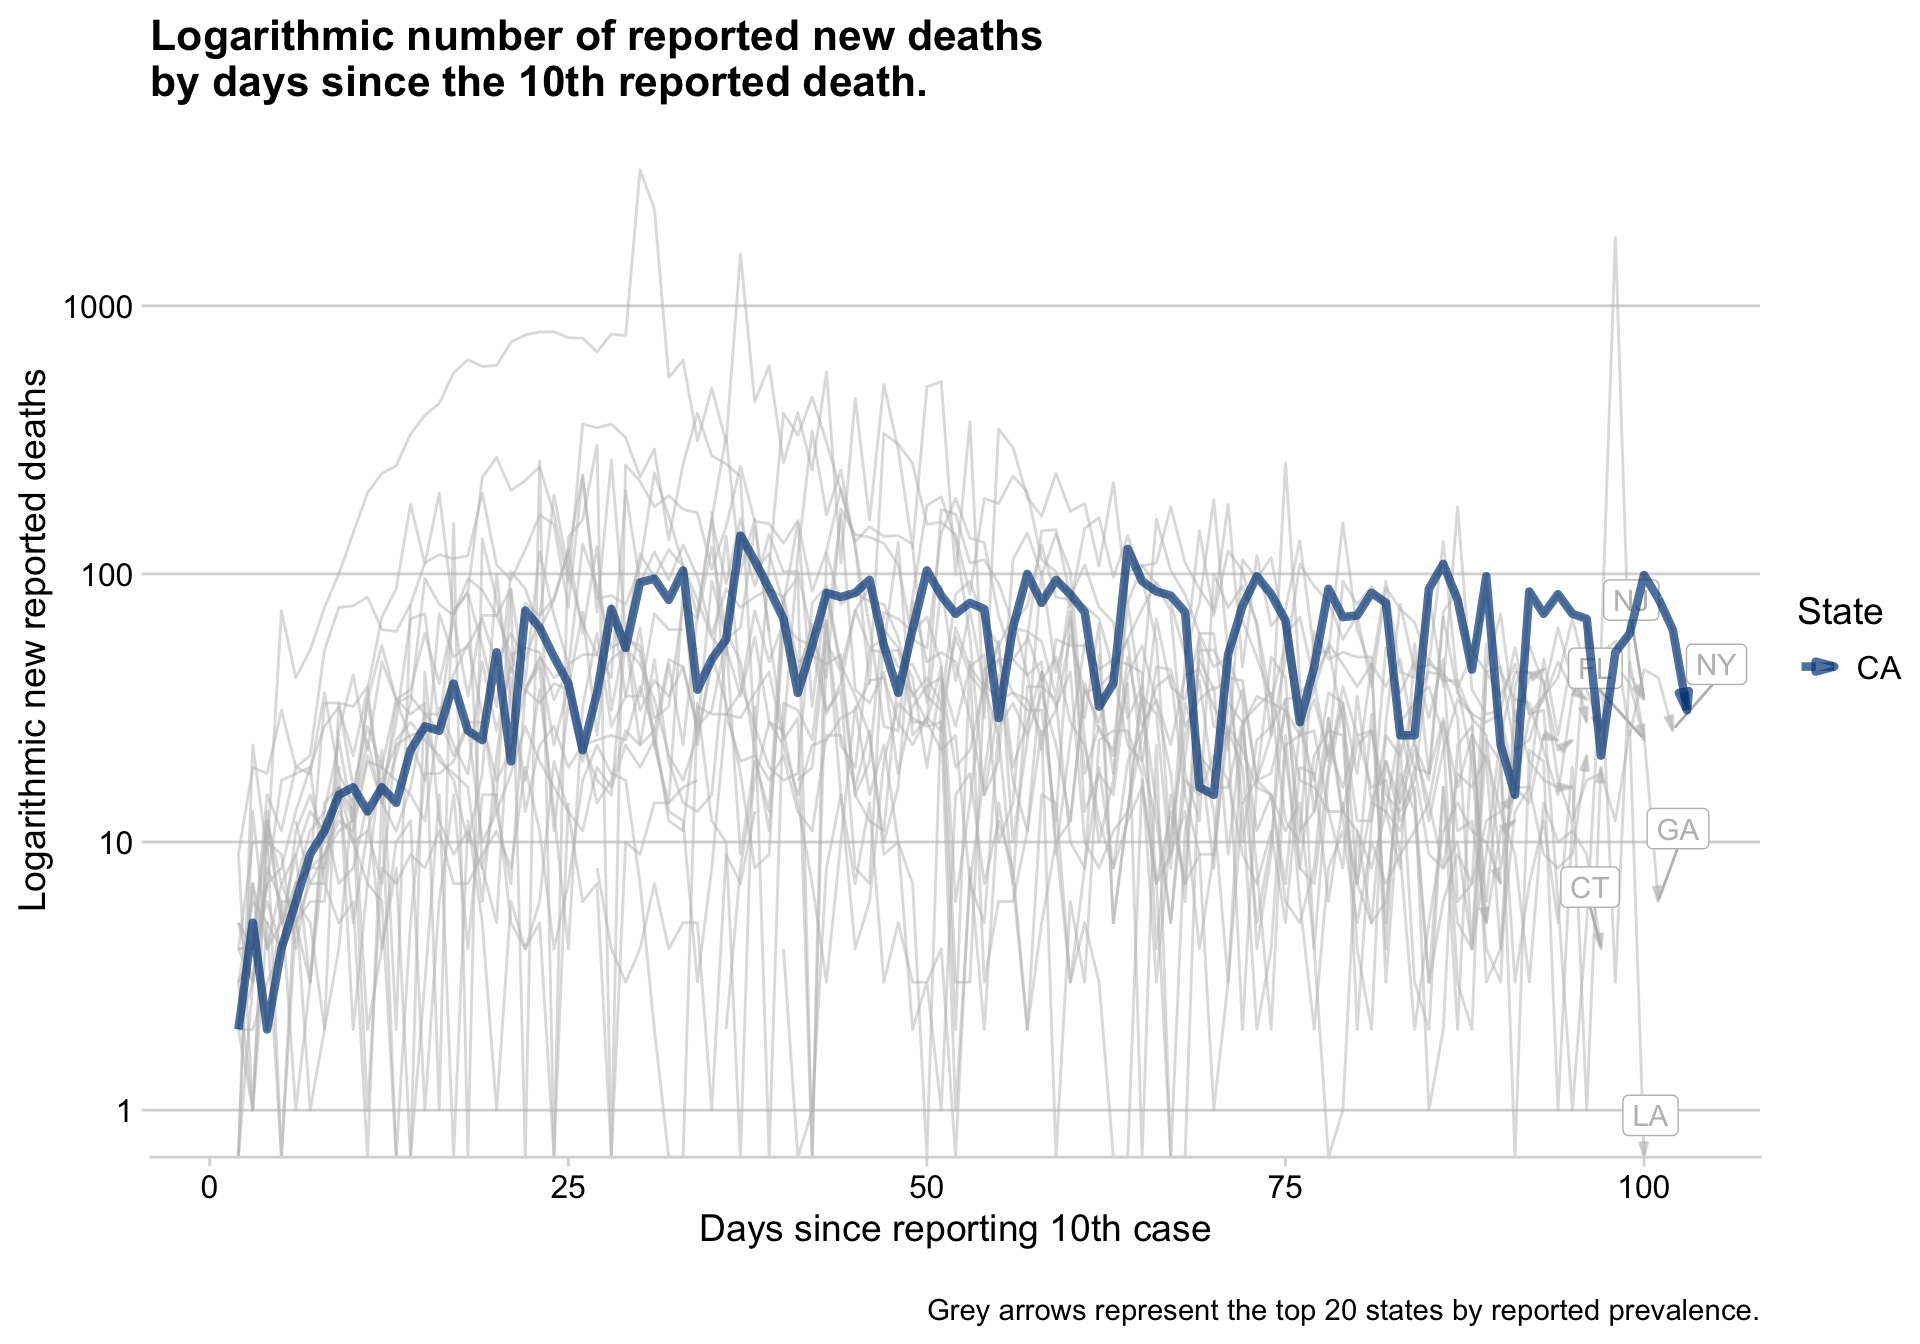 Logarithmic number of reported new deaths
by days since the 10th reported death.
Logarithmic new reported deaths
1000
100
10
1
NJ
FL
NY
GA
CT
LA
State
CA
0 25 50 75 100
Days since reporting 10th case
Grey arrows represent the top 20 states by reported prevalence.